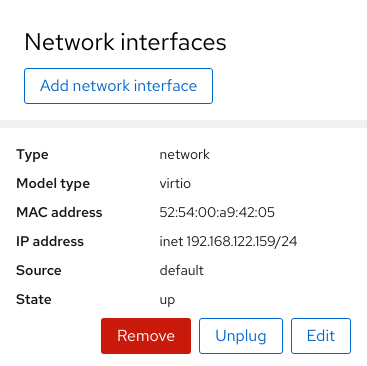 Network interfaces
Add network interface
Type network
Model type virtio
MAC address 52:54:00:a9:42:05
IP address inet 192.168.122.159/24
Source default
State up
Remove Unplug Edit